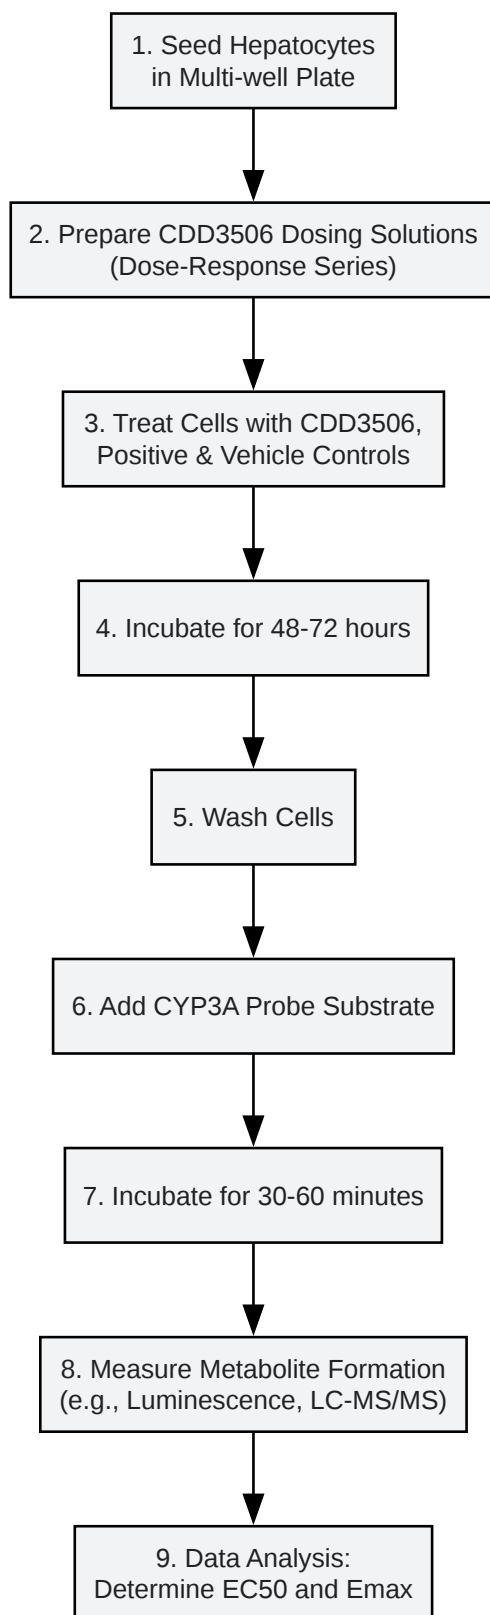 1. Seed Hepatocytes
in Multi-well Plate
2. Prepare CDD3506 Dosing Solutions
(Dose-Response Series)
3. Treat Cells with CDD3506,
Positive & Vehicle Controls
4. Incubate for 48-72 hours
5. Wash Cells
6. Add CYP3A Probe Substrate
7. Incubate for 30-60 minutes
8. Measure Metabolite Formation
(e.g., Luminescence, LC-MS/MS)
9. Data Analysis:
Determine EC50 and Emax